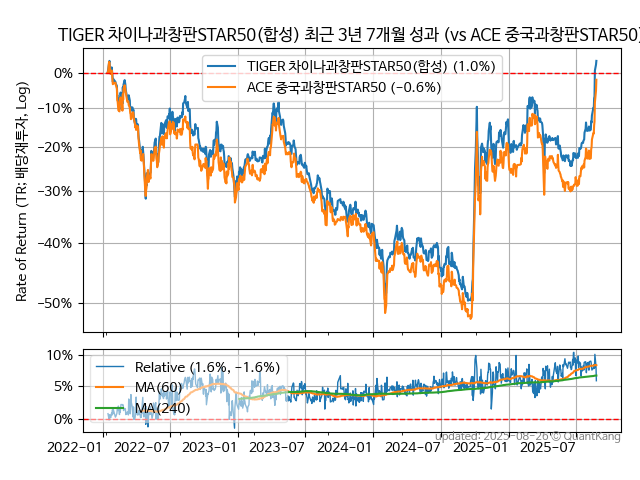 TIGER 차이나과창판STAR50(합성) 최근 3년 7개월 성과 (vs ACE 중국과창판STAR50)
Rate of Return (TR: 배당재투자, Log)
0%
−10%
−20%
−30%
−40%
−50%
TIGER 차이나과창판STAR50(합성) (1.0%)
ACE 중국과창판STAR50 (−0.6%)
10%
5%
0%
Relative (1.6%, −1.6%)
MA(60)
MA(240)
2022−01
2022−07
2023−01
2023−07
2024−01
2024−07
2025−01
2025−07
updated: 2025-08-26 © QuantKang